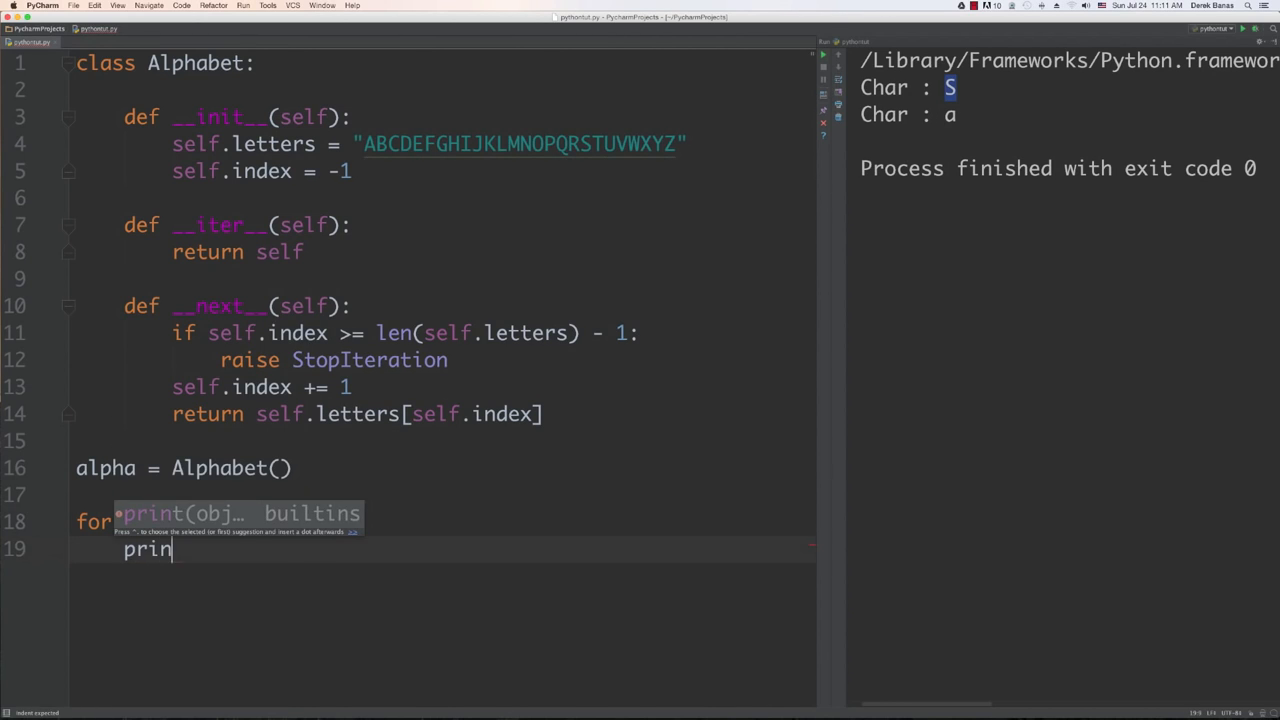 PyCharm File Edit View Navigate Code Refactor Run Tools VCS Window Help
10
Sun Jul 24 11:11 AM Derek Banas
pythontut.py - PycharmProjects - [~/PycharmProjects]
PycharmProjects pythontut.py
pythontut
pythontut.py
Run: pythontut
1 class Alphabet:
2
3 def __init__(self):
4 self.letters = "ABCDEFGHIJKLMNOPQRSTUVWXYZ"
5 self.index = -1
6
7 def __iter__(self):
8 return self
9
10 def __next__(self):
11 if self.index >= len(self.letters) - 1:
12 raise StopIteration
13 self.index += 1
14 return self.letters[self.index]
15
16 alpha = Alphabet()
17
18 for
print(obj… builtins
Press ^. to choose the selected (or first) suggestion and insert a dot afterwards >>
19 prin
/Library/Frameworks/Python.framewor
Char : S
Char : a
Process finished with exit code 0
Indent expected
19:5 LF÷ UTF-8÷